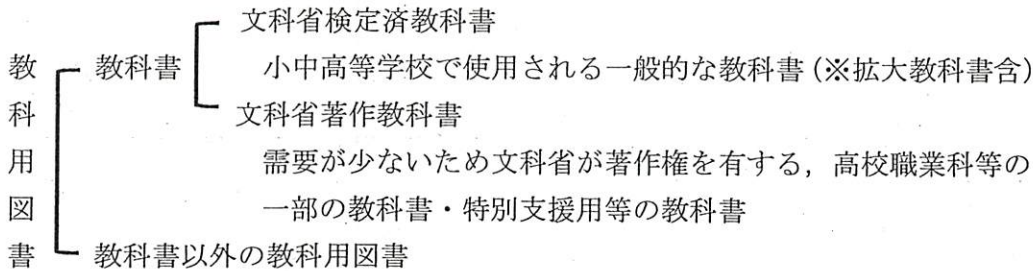 文科省検定済教科書
教科書
小中高等学校で使用される一般的な教科書(※拡大教科書含)
文科省著作教科書
需要が少ないため文科省が著作権を有する,高校職業科等の
一部の教科書・特別支援用等の教科書
教科用図書
教科書以外の教科用図書